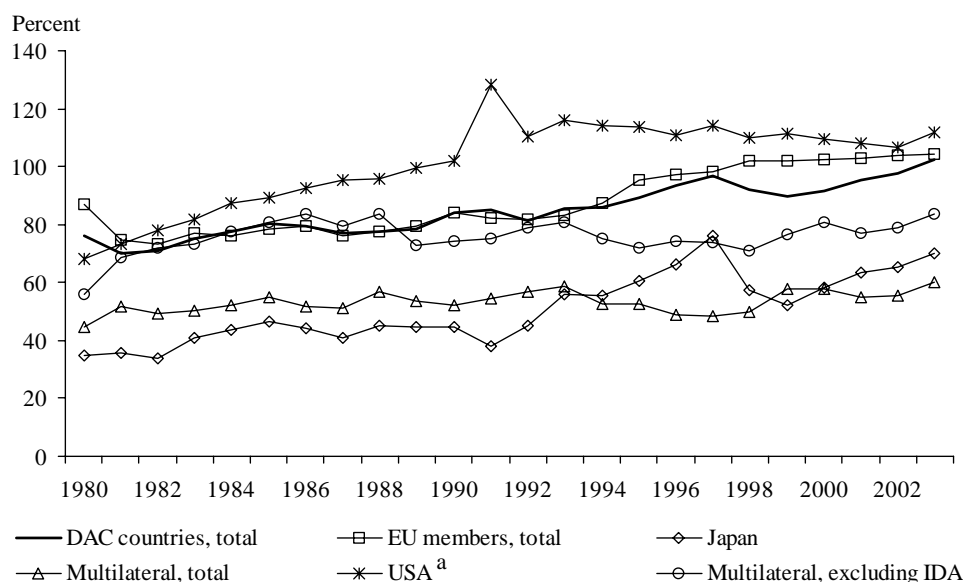 Percent
140
120
100
80
60
40
20
0
1980 1982 1984 1986 1988 1990 1992 1994 1996 1998 2000 2002
DAC countries, total EU members, total Japan
Multilateral, total USA a Multilateral, excluding IDA